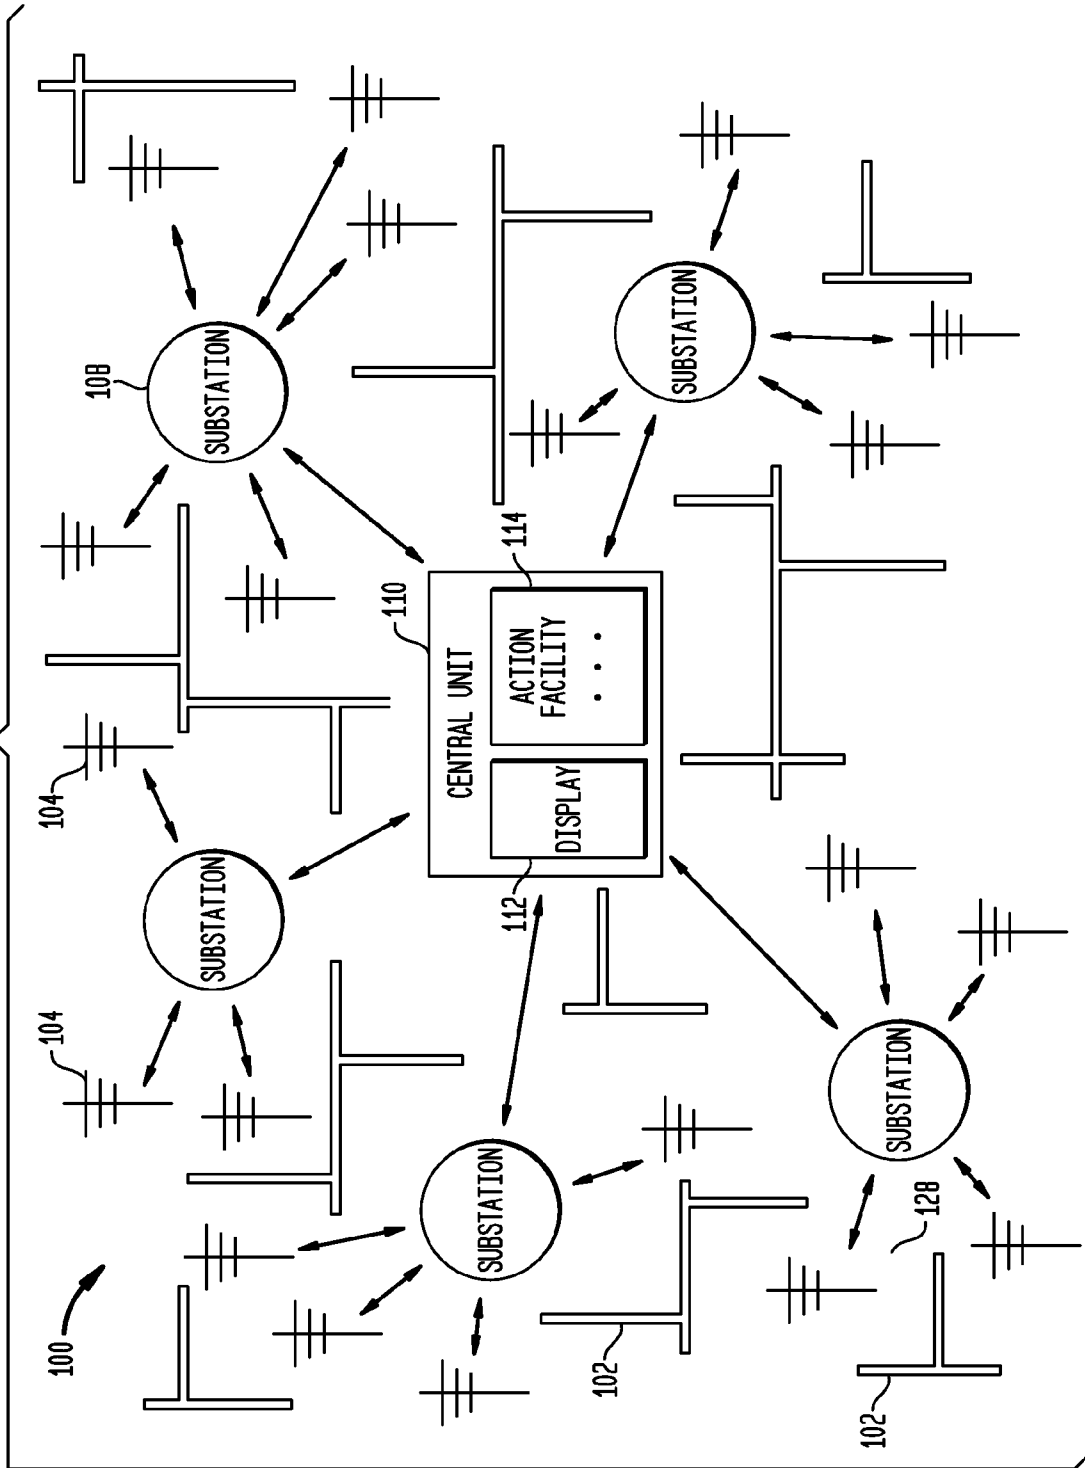 100
104
104
108
SUBSTATION
SUBSTATION
110
CENTRAL UNIT
112
DISPLAY
114
ACTION
FACILITY
• • •
SUBSTATION
SUBSTATION
SUBSTATION
102
102
128